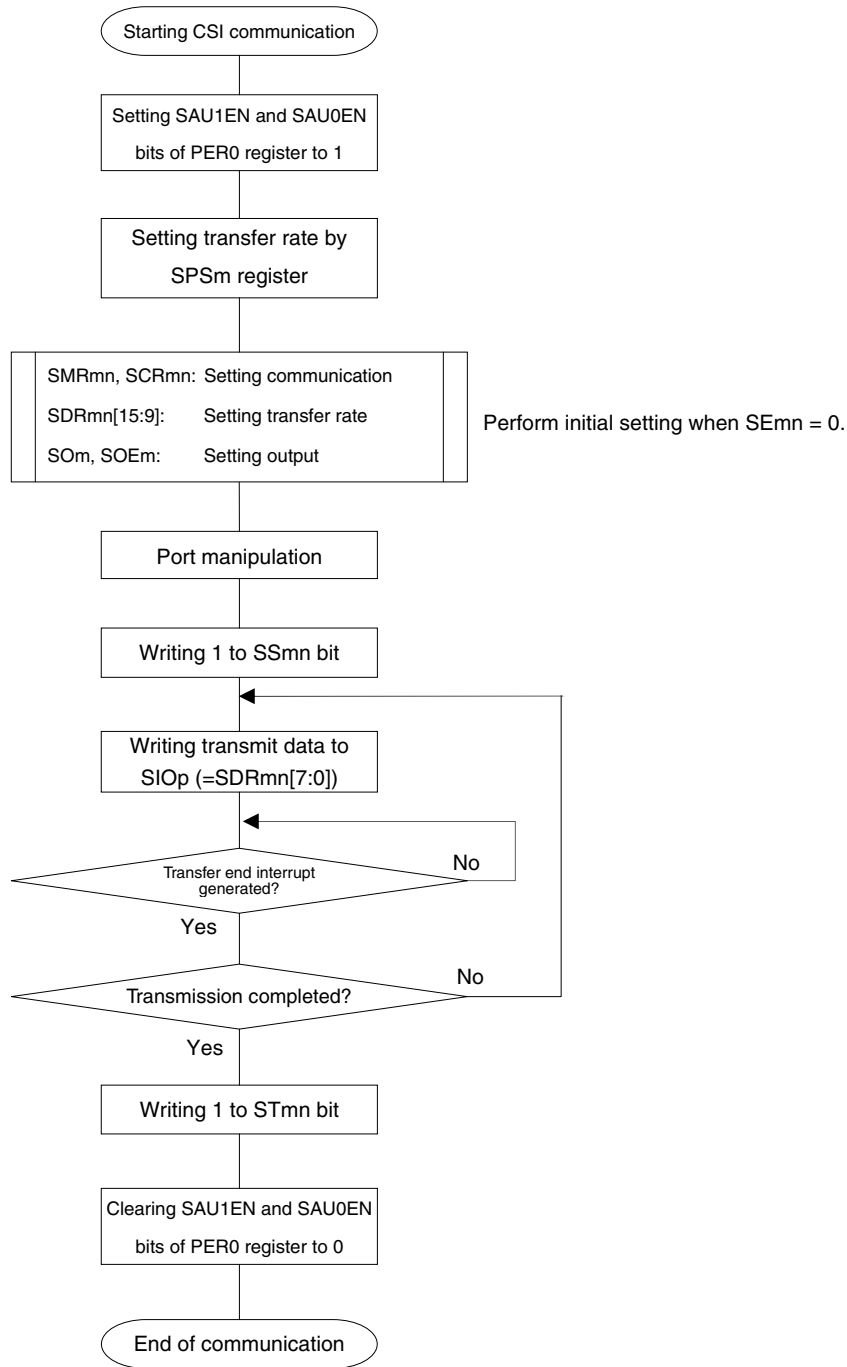 Starting CSI communication
Setting SAU1EN and SAU0EN
bits of PER0 register to 1
Setting transfer rate by
SPSm register
SMRmn, SCRmn: Setting communication
SDRmn[15:9]: Setting transfer rate
SOm, SOEm: Setting output
Perform initial setting when SEmn = 0.
Port manipulation
Writing 1 to SSmn bit
Writing transmit data to
SIOp (=SDRmn[7:0])
Transfer end interrupt
generated?
No
Yes
Transmission completed?
No
Yes
Writing 1 to STmn bit
Clearing SAU1EN and SAU0EN
bits of PER0 register to 0
End of communication